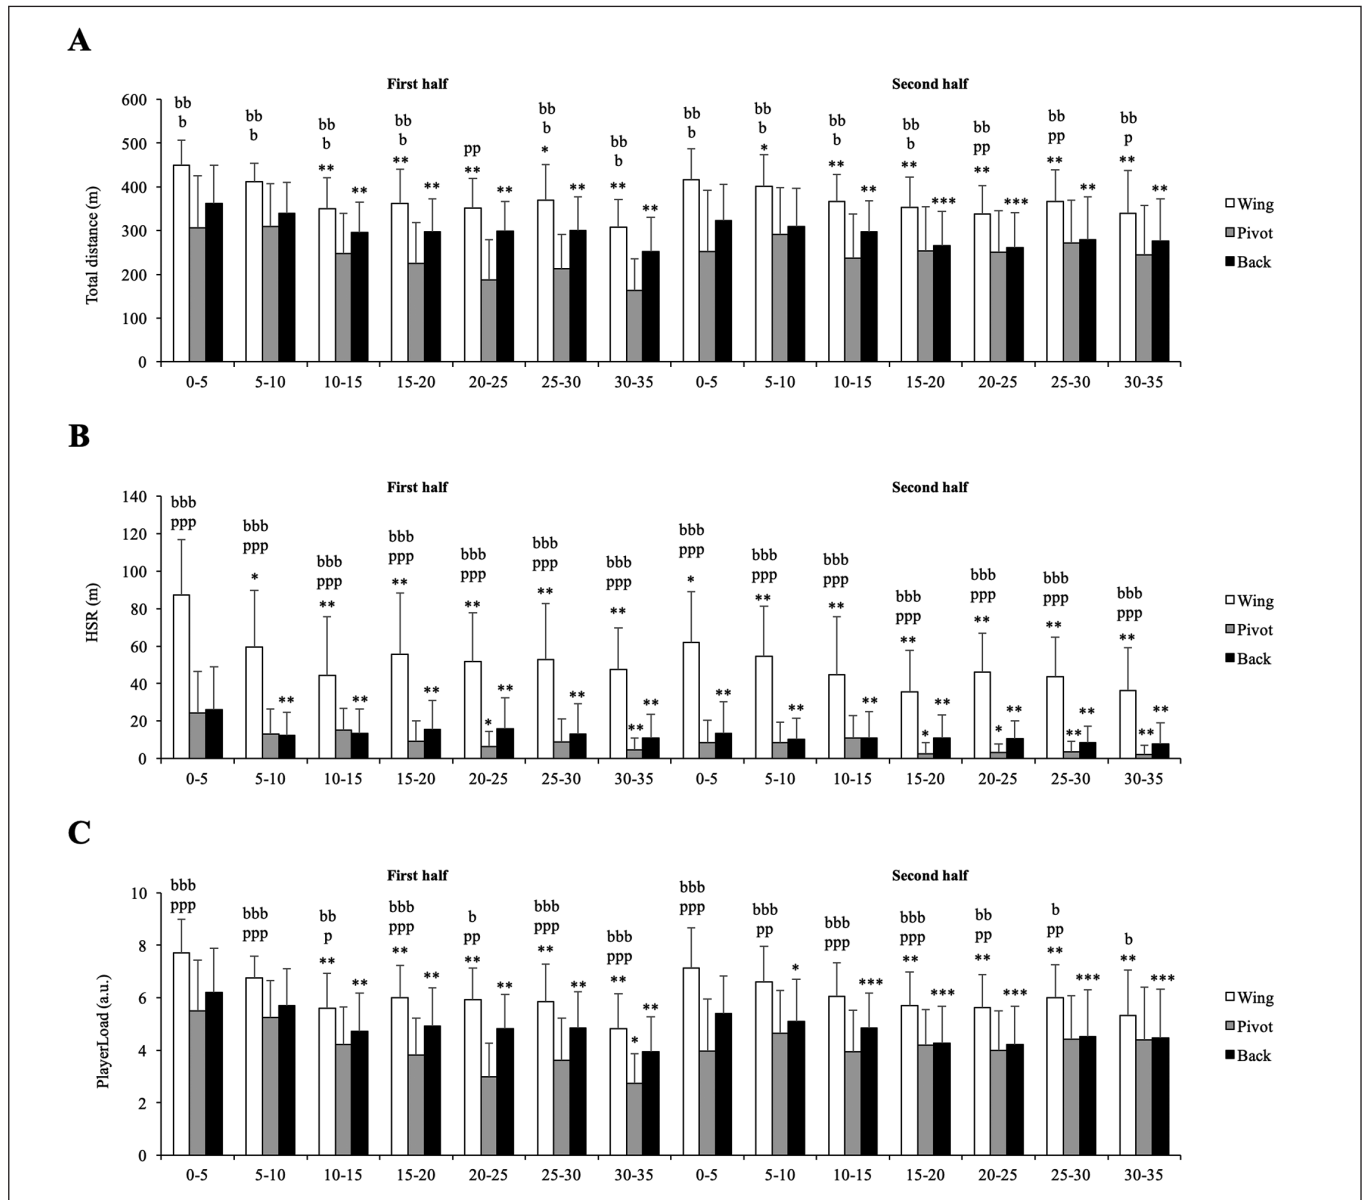 A
First half
Second half
Total distance (m)
600
500
400
300
200
100
0
bb bb bb bb pp bb bb bb bb bb bb bb bb bb
b b b b ** b b b b b b pp pp p
** ** * ** * ** ** ** ** **
** ** ** ** ** ** *** *** ** **
0-5 5-10 10-15 15-20 20-25 25-30 30-35 0-5 5-10 10-15 15-20 20-25 25-30 30-35
Wing
Pivot
Back
B
First half
Second half
HSR (m)
140
120
100
80
60
40
20
0
bbb bbb bbb bbb bbb bbb bbb bbb bbb bbb bbb bbb bbb bbb
ppp ppp ppp ppp ppp ppp ppp ppp ppp ppp ppp ppp ppp ppp
* ** ** ** ** ** * ** ** ** ** ** **
** ** ** ** ** ** ** ** ** ** ** ** **
* ** * * ** **
0-5 5-10 10-15 15-20 20-25 25-30 30-35 0-5 5-10 10-15 15-20 20-25 25-30 30-35
Wing
Pivot
Back
C
First half
Second half
PlayerLoad (a.u.)
10
8
6
4
2
0
bbb bbb bb bbb b bbb bbb bbb bbb bbb bbb bb b b
ppp ppp p ppp pp ppp ppp ppp pp ppp ppp pp pp **
** ** ** ** ** ** ** **
** ** ** ** ** * *** *** *** *** ***
*
0-5 5-10 10-15 15-20 20-25 25-30 30-35 0-5 5-10 10-15 15-20 20-25 25-30 30-35
Wing
Pivot
Back